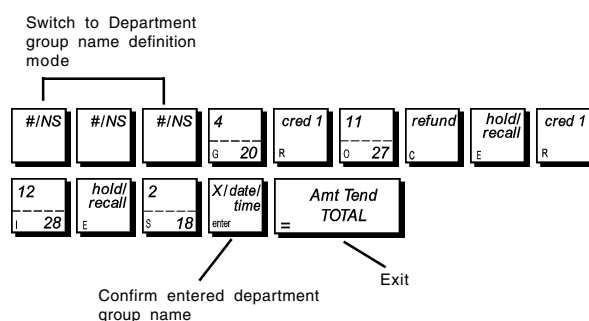 Switch to Department
group name definition
mode
#/NS #/NS #/NS 4 G 20 cred 1 R 11 O 27 refund C hold/ recall E cred 1 R
12 I 28 hold/ recall E 2 S 18 X/date/ time enter Amt Tend TOTAL =
Exit
Confirm entered department
group name